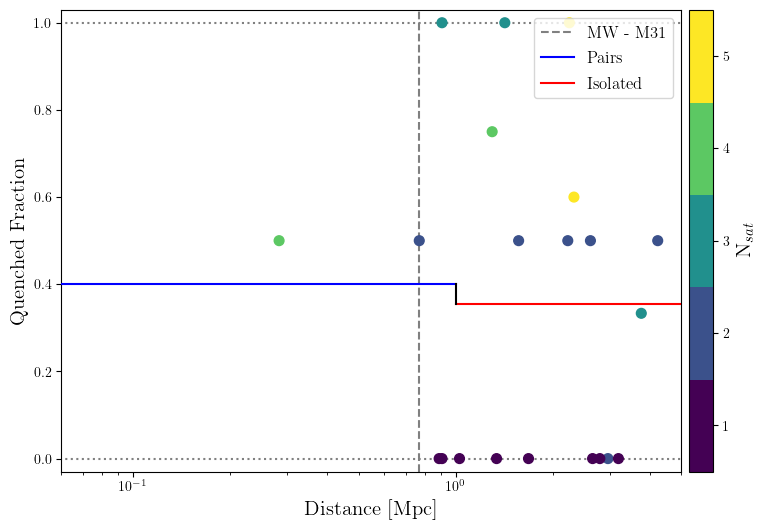 MW - M31
Pairs
Isolated
1.0
0.8
0.6
0.4
0.2
0.0
Quenched Fraction
10⁻¹
10⁰
Distance [Mpc]
5
4
3
2
1
N_sat